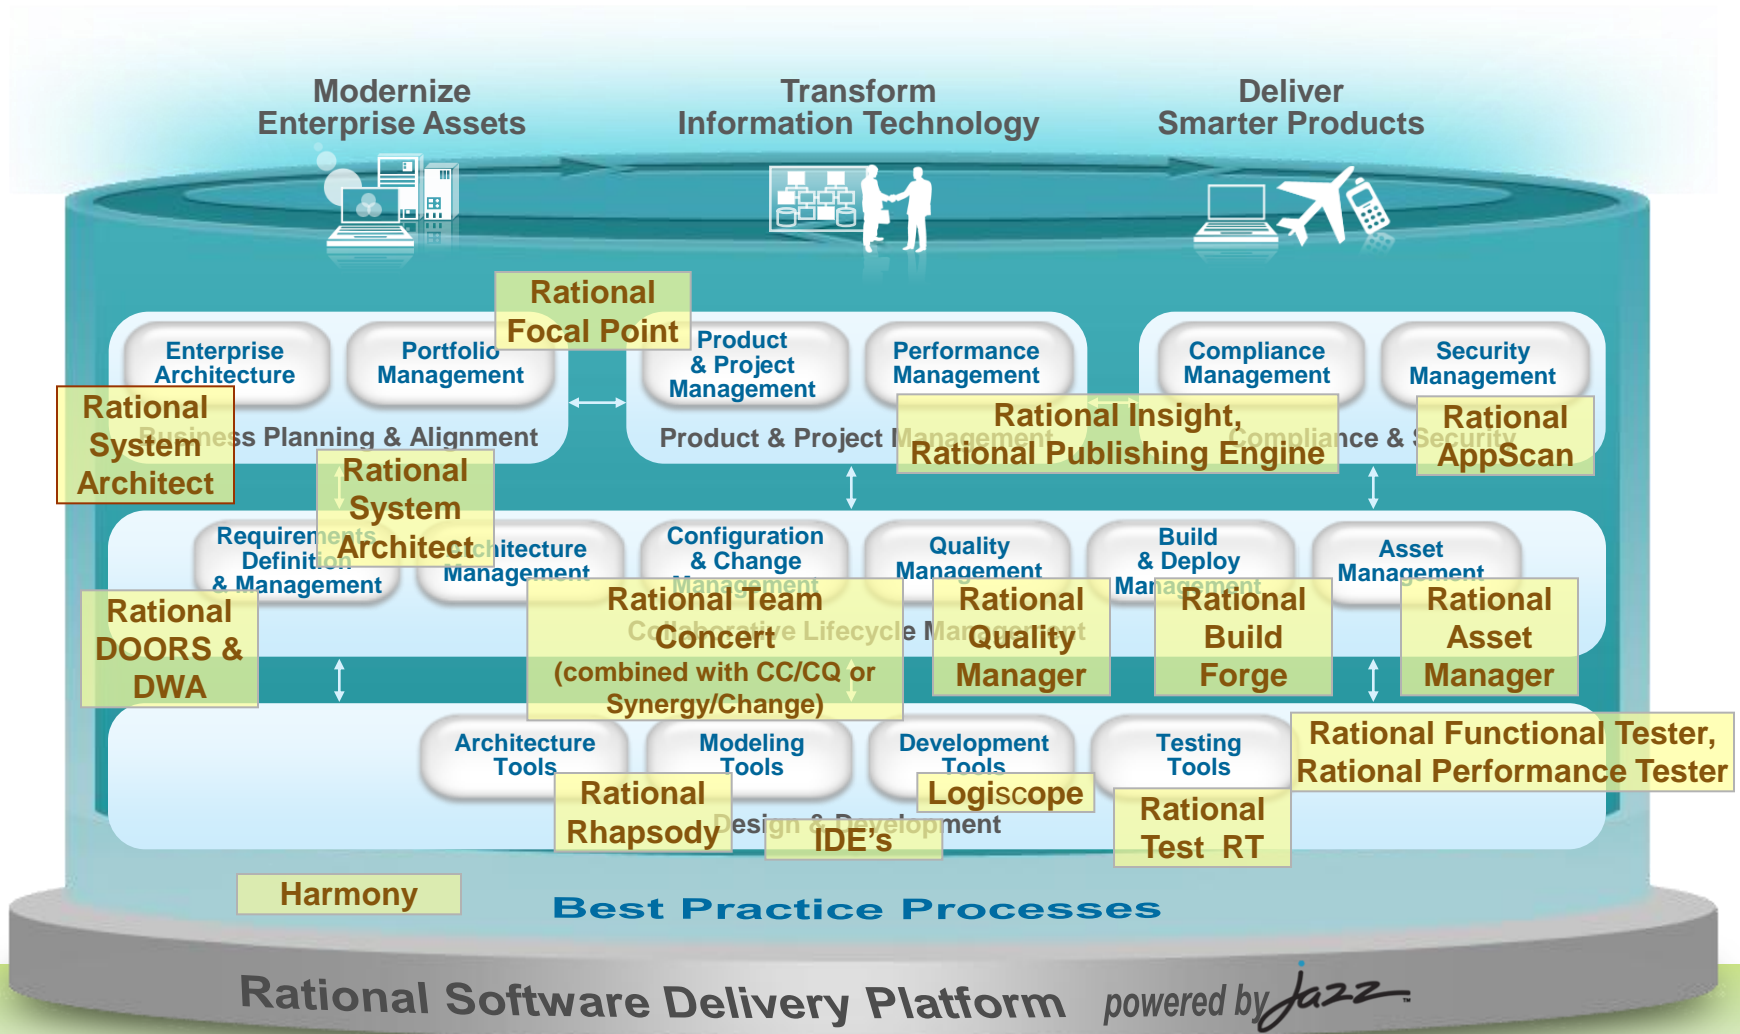 Modernize
Enterprise Assets
Transform
Information Technology
Deliver
Smarter Products
Rational
Focal Point
Enterprise
Architecture
Portfolio
Management
Product
& Project
Management
Performance
Management
Compliance
Management
Security
Management
Rational
System
Architect
Business Planning & Alignment
Product & Project Management
Rational Insight,
Rational Publishing Engine
Compliance & Security
Rational
AppScan
Rational
System
Architect
Requirements
Definition
& Management
Architecture
Management
Configuration
& Change
Management
Quality
Management
Build
& Deploy
Management
Asset
Management
Rational
DOORS &
DWA
Rational Team
Concert
(combined with CC/CQ or
Synergy/Change)
Collaborative Lifecycle Management
Rational
Quality
Manager
Rational
Build
Forge
Rational
Asset
Manager
Architecture
Tools
Modeling
Tools
Development
Tools
Testing
Tools
Rational Functional Tester,
Rational Performance Tester
Rational
Rhapsody
Logiscope
Design & Development
IDE's
Rational
Test RT
Harmony
Best Practice Processes
Rational Software Delivery Platform powered by jazz
TM